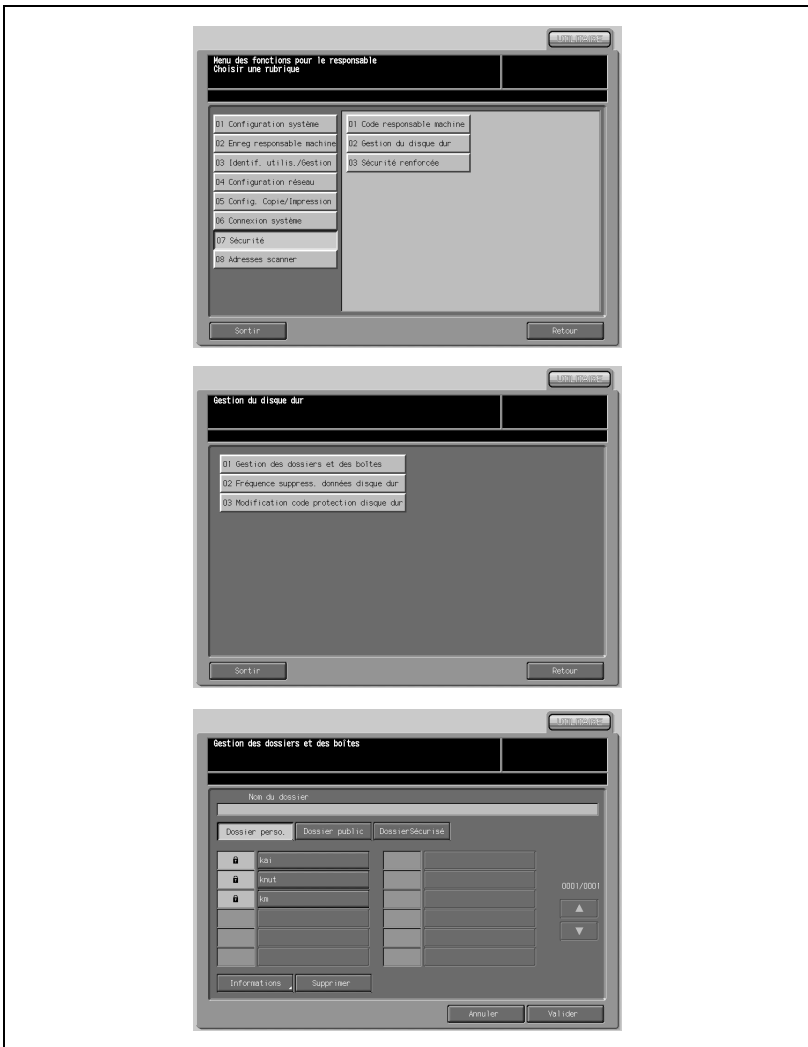 UTILITAIRE
Menu des fonctions pour le responsable
Choisir une rubrique
01 Configuration système
01 Code responsable machine
02 Enreg responsable machine
02 Gestion du disque dur
03 Identif. utilis./Gestion
03 Sécurité renforcée
04 Configuration réseau
05 Config. Copie/Impression
06 Connexion système
07 Sécurité
08 Adresses scanner
Sortir
Retour
UTILITAIRE
Gestion du disque dur
01 Gestion des dossiers et des boîtes
02 Fréquence suppress. données disque dur
03 Modification code protection disque dur
Sortir
Retour
UTILITAIRE
Gestion des dossiers et des boîtes
Nom du dossier
Dossier perso.
Dossier public
DossierSécurisé
kai
knut
km
0001/0001
Informations
Supprimer
Annuler
Valider